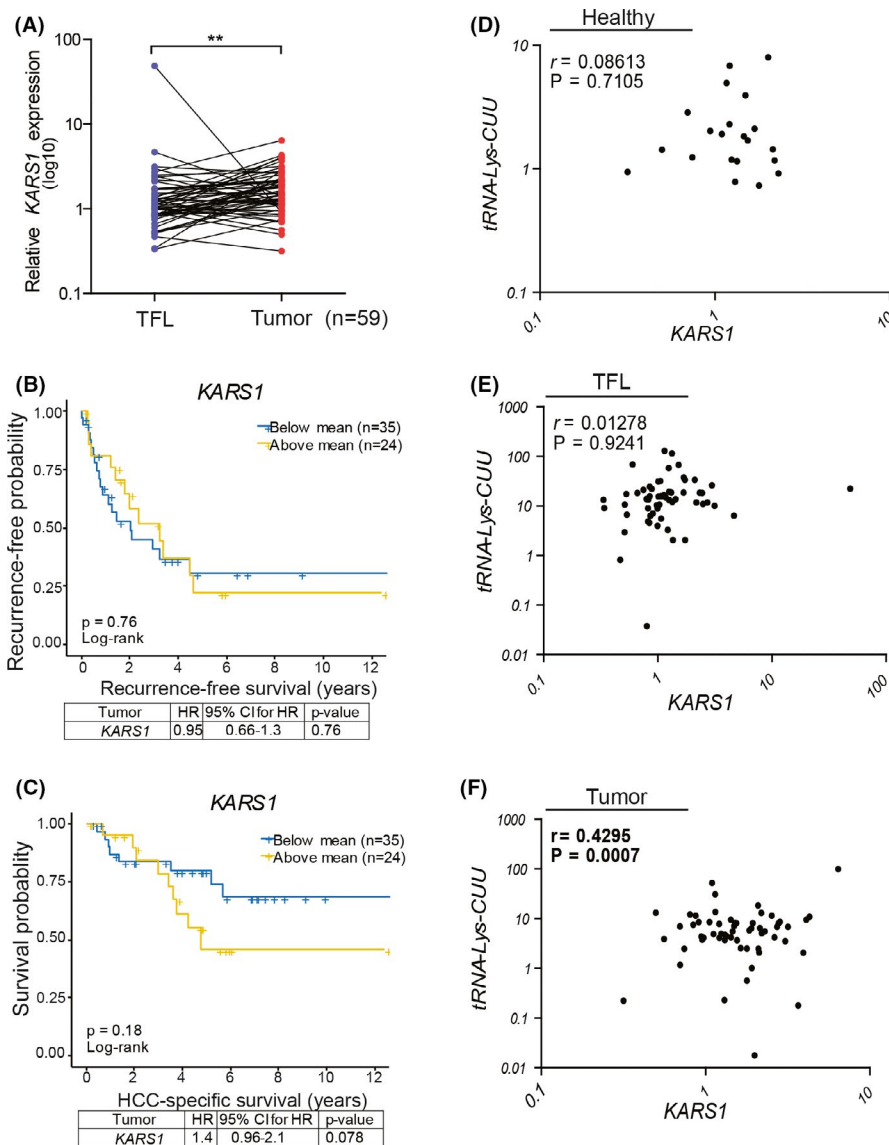 (A)
Relative KARS1 expression
(log10)
100
10
1
0.1
**
TFL
Tumor (n=59)
(B)
KARS1
Recurrence-free probability
1.00
0.75
0.50
0.25
0.00
Below mean (n=35)
Above mean (n=24)
p = 0.76
Log-rank
0 2 4 6 8 10 12
Recurrence-free survival (years)
Tumor HR 95% CI for HR p-value
KARS1 0.95 0.66-1.3 0.76
(C)
KARS1
Survival probablity
1.00
0.75
0.50
0.25
0.00
Below mean (n=35)
Above mean (n=24)
p = 0.18
Log-rank
0 2 4 6 8 10 12
HCC-specific survival (years)
Tumor HR 95% CI for HR p-value
KARS1 1.4 0.96-2.1 0.078
(D)
Healthy
r = 0.08613
P = 0.7105
tRNA-Lys-CUU
10
1
0.1
0.1 1 10
KARS1
(E)
TFL
r = 0.01278
P = 0.9241
tRNA-Lys-CUU
1000
100
10
1
0.1
0.01
0.1 1 10 100
KARS1
(F)
Tumor
r= 0.4295
P = 0.0007
tRNA-Lys-CUU
1000
100
10
1
0.1
0.01
0.1 1 10
KARS1